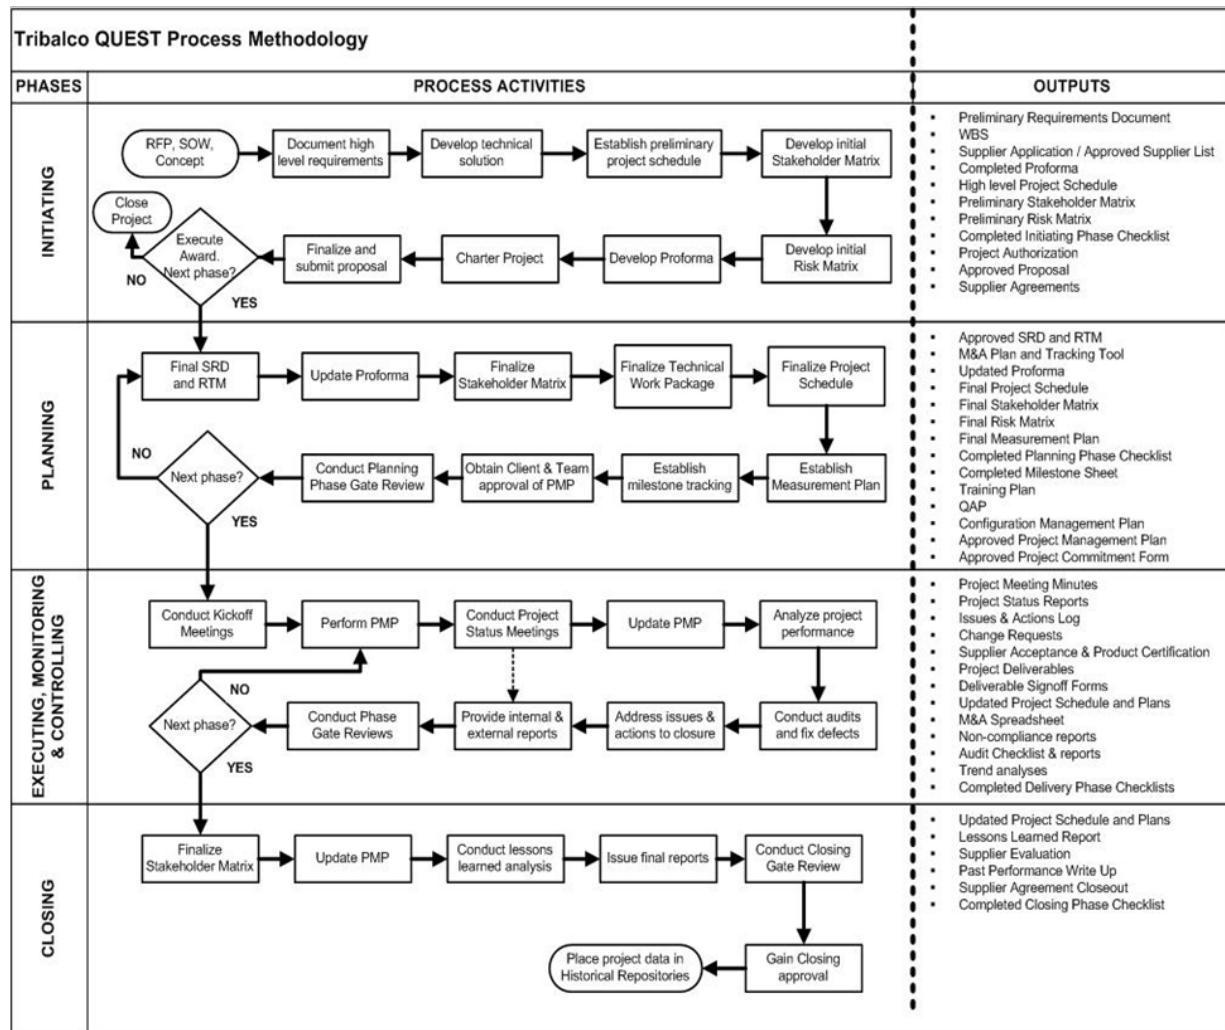 Tribalco QUEST Process Methodology
PHASES
PROCESS ACTIVITIES
OUTPUTS
INITIATING
RFP, SOW,
Concept
Document high
level requirements
Develop technical
solution
Establish preliminary
project schedule
Develop initial
Stakeholder Matrix
Close
Project
Execute
Award.
Next phase?
NO
YES
Finalize and
submit proposal
Charter Project
Develop Proforma
Develop initial
Risk Matrix
▪ Preliminary Requirements Document
▪ WBS
▪ Supplier Application / Approved Supplier List
▪ Completed Proforma
▪ High level Project Schedule
▪ Preliminary Stakeholder Matrix
▪ Preliminary Risk Matrix
▪ Completed Initiating Phase Checklist
▪ Project Authorization
▪ Approved Proposal
▪ Supplier Agreements
PLANNING
Final SRD
and RTM
Update Proforma
Finalize
Stakeholder Matrix
Finalize Technical
Work Package
Finalize Project
Schedule
NO
Next phase?
YES
Conduct Planning
Phase Gate Review
Obtain Client & Team
approval of PMP
Establish
milestone tracking
Establish
Measurement Plan
▪ Approved SRD and RTM
▪ M&A Plan and Tracking Tool
▪ Updated Proforma
▪ Final Project Schedule
▪ Final Stakeholder Matrix
▪ Final Risk Matrix
▪ Final Measurement Plan
▪ Completed Planning Phase Checklist
▪ Completed Milestone Sheet
▪ Training Plan
▪ QAP
▪ Configuration Management Plan
▪ Approved Project Management Plan
▪ Approved Project Commitment Form
EXECUTING, MONITORING
& CONTROLLING
Conduct Kickoff
Meetings
Perform PMP
Conduct Project
Status Meetings
Update PMP
Analyze project
performance
NO
Next phase?
YES
Conduct Phase
Gate Reviews
Provide internal &
external reports
Address issues &
actions to closure
Conduct audits
and fix defects
▪ Project Meeting Minutes
▪ Project Status Reports
▪ Issues & Actions Log
▪ Change Requests
▪ Supplier Acceptance & Product Certification
▪ Project Deliverables
▪ Deliverable Signoff Forms
▪ Updated Project Schedule and Plans
▪ M&A Spreadsheet
▪ Non-compliance reports
▪ Audit Checklist & reports
▪ Trend analyses
▪ Completed Delivery Phase Checklists
CLOSING
Finalize
Stakeholder Matrix
Update PMP
Conduct lessons
learned analysis
Issue final reports
Conduct Closing
Gate Review
Place project data in
Historical Repositories
Gain Closing
approval
▪ Updated Project Schedule and Plans
▪ Lessons Learned Report
▪ Supplier Evaluation
▪ Past Performance Write Up
▪ Supplier Agreement Closeout
▪ Completed Closing Phase Checklist